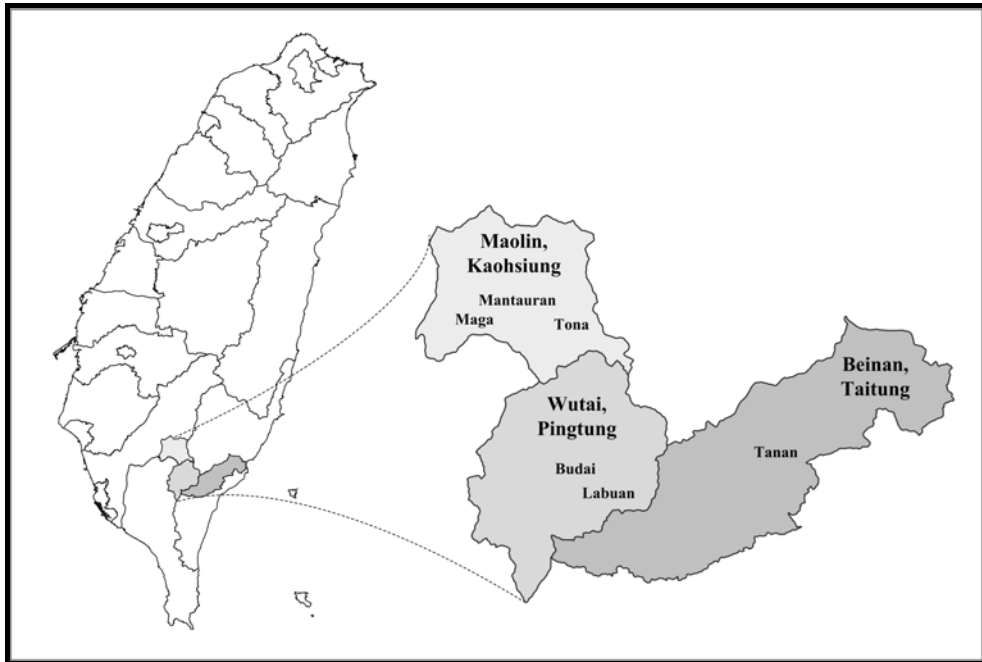 Maolin,
Kaohsiung
Mantauran
Maga
Tona
Wutai,
Pingtung
Budai
Labuan
Beinan,
Taitung
Tanan